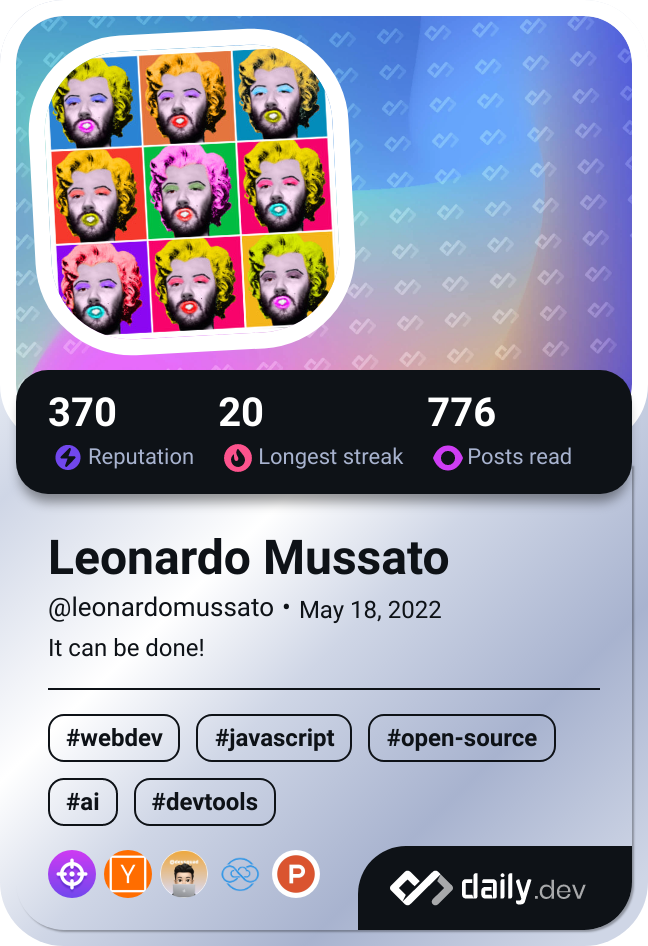 370 20 776
Reputation Longest streak Posts read
Leonardo Mussato
@leonardomussato • May 18, 2022
It can be done!
#webdev #javascript #open-source
#ai #devtools
Y P
daily.dev